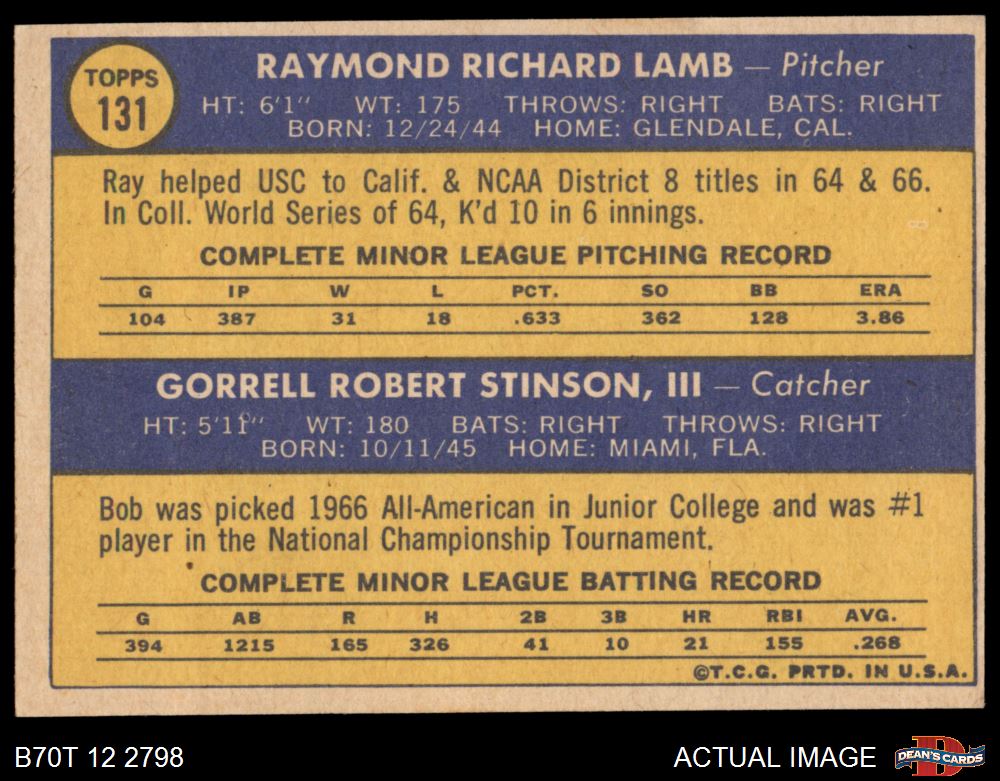 TOPPS
131
RAYMOND RICHARD LAMB — Pitcher
HT: 6'1" WT: 175 THROWS: RIGHT BATS: RIGHT
BORN: 12/24/44 HOME: GLENDALE, CAL.
Ray helped USC to Calif. & NCAA District 8 titles in 64 & 66.
In Coll. World Series of 64, K'd 10 in 6 innings.
COMPLETE MINOR LEAGUE PITCHING RECORD
G IP W L PCT. SO BB ERA
104 387 31 18 .633 362 128 3.86
GORRELL ROBERT STINSON, III — Catcher
HT: 5'11" WT: 180 BATS: RIGHT THROWS: RIGHT
BORN: 10/11/45 HOME: MIAMI, FLA.
Bob was picked 1966 All-American in Junior College and was #1
player in the National Championship Tournament.
COMPLETE MINOR LEAGUE BATTING RECORD
G AB R H 2B 3B HR RBI AVG.
394 1215 165 326 41 10 21 155 .268
©T.C.G. PRTD. IN U.S.A.
B70T 12 2798 ACTUAL IMAGE
D
DEAN'S CARDS